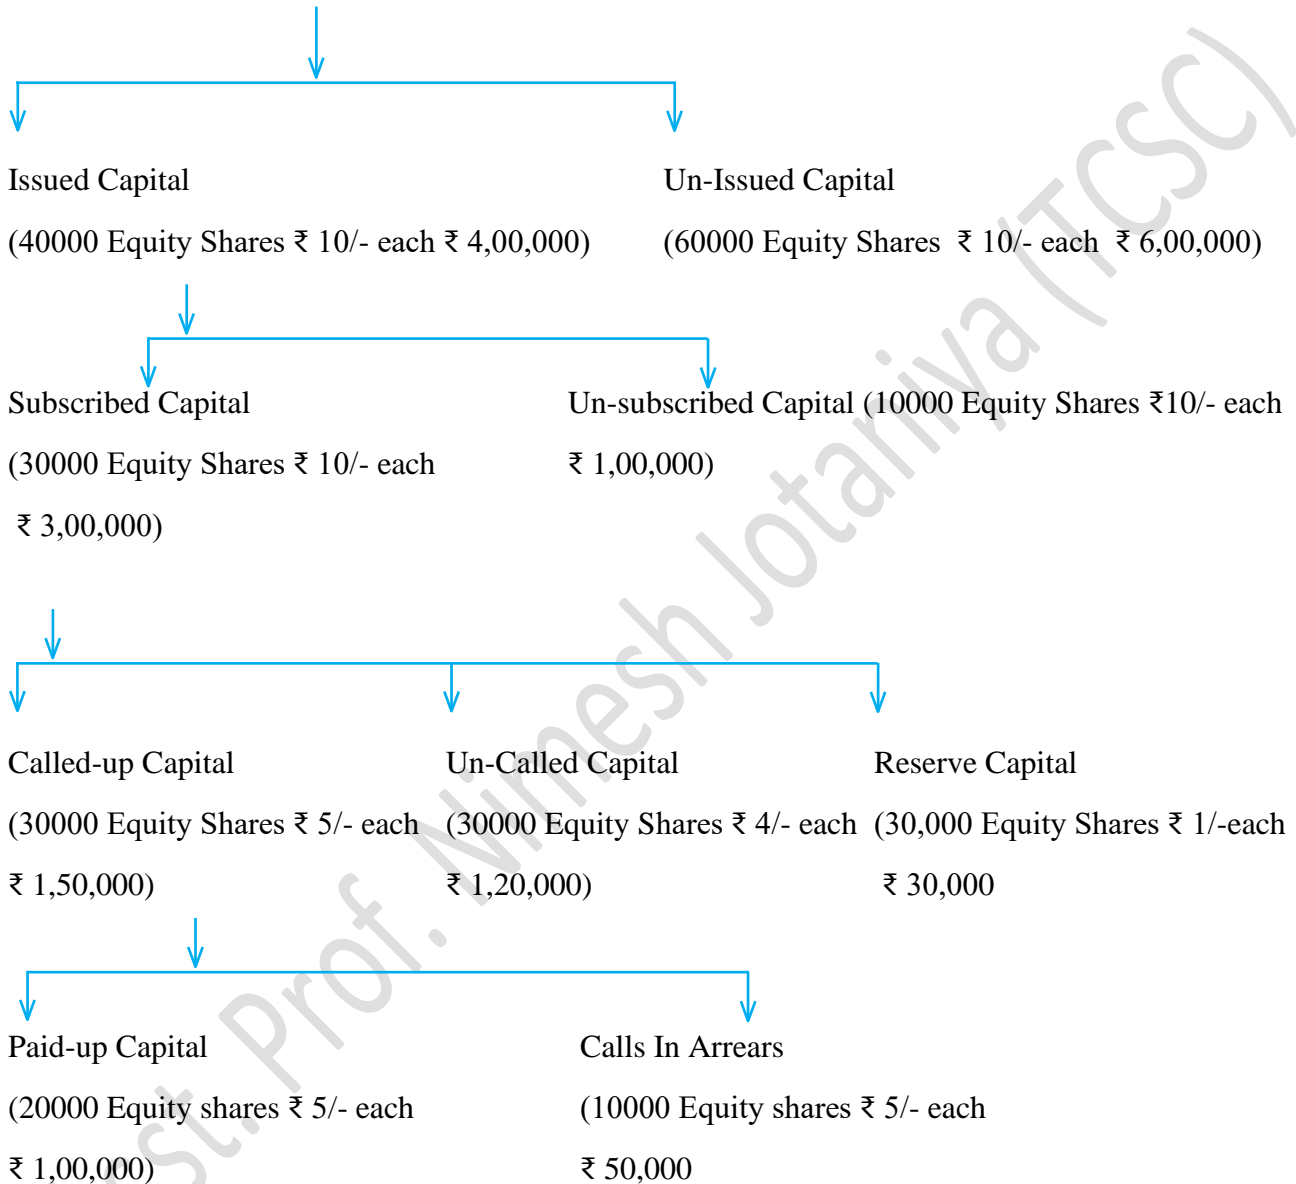 Issued Capital
Un-Issued Capital
(40000 Equity Shares ₹ 10/- each ₹ 4,00,000)
(60000 Equity Shares ₹ 10/- each ₹ 6,00,000)
Subscribed Capital
Un-subscribed Capital (10000 Equity Shares ₹10/- each
(30000 Equity Shares ₹ 10/- each
₹ 1,00,000)
₹ 3,00,000)
Called-up Capital
Un-Called Capital
Reserve Capital
(30000 Equity Shares ₹ 5/- each
(30000 Equity Shares ₹ 4/- each
(30,000 Equity Shares ₹ 1/-each
₹ 1,50,000)
₹ 1,20,000)
₹ 30,000
Paid-up Capital
Calls In Arrears
(20000 Equity shares ₹ 5/- each
(10000 Equity shares ₹ 5/- each
₹ 1,00,000)
₹ 50,000
Prof. Nimesh Jotaniya (TCSC)